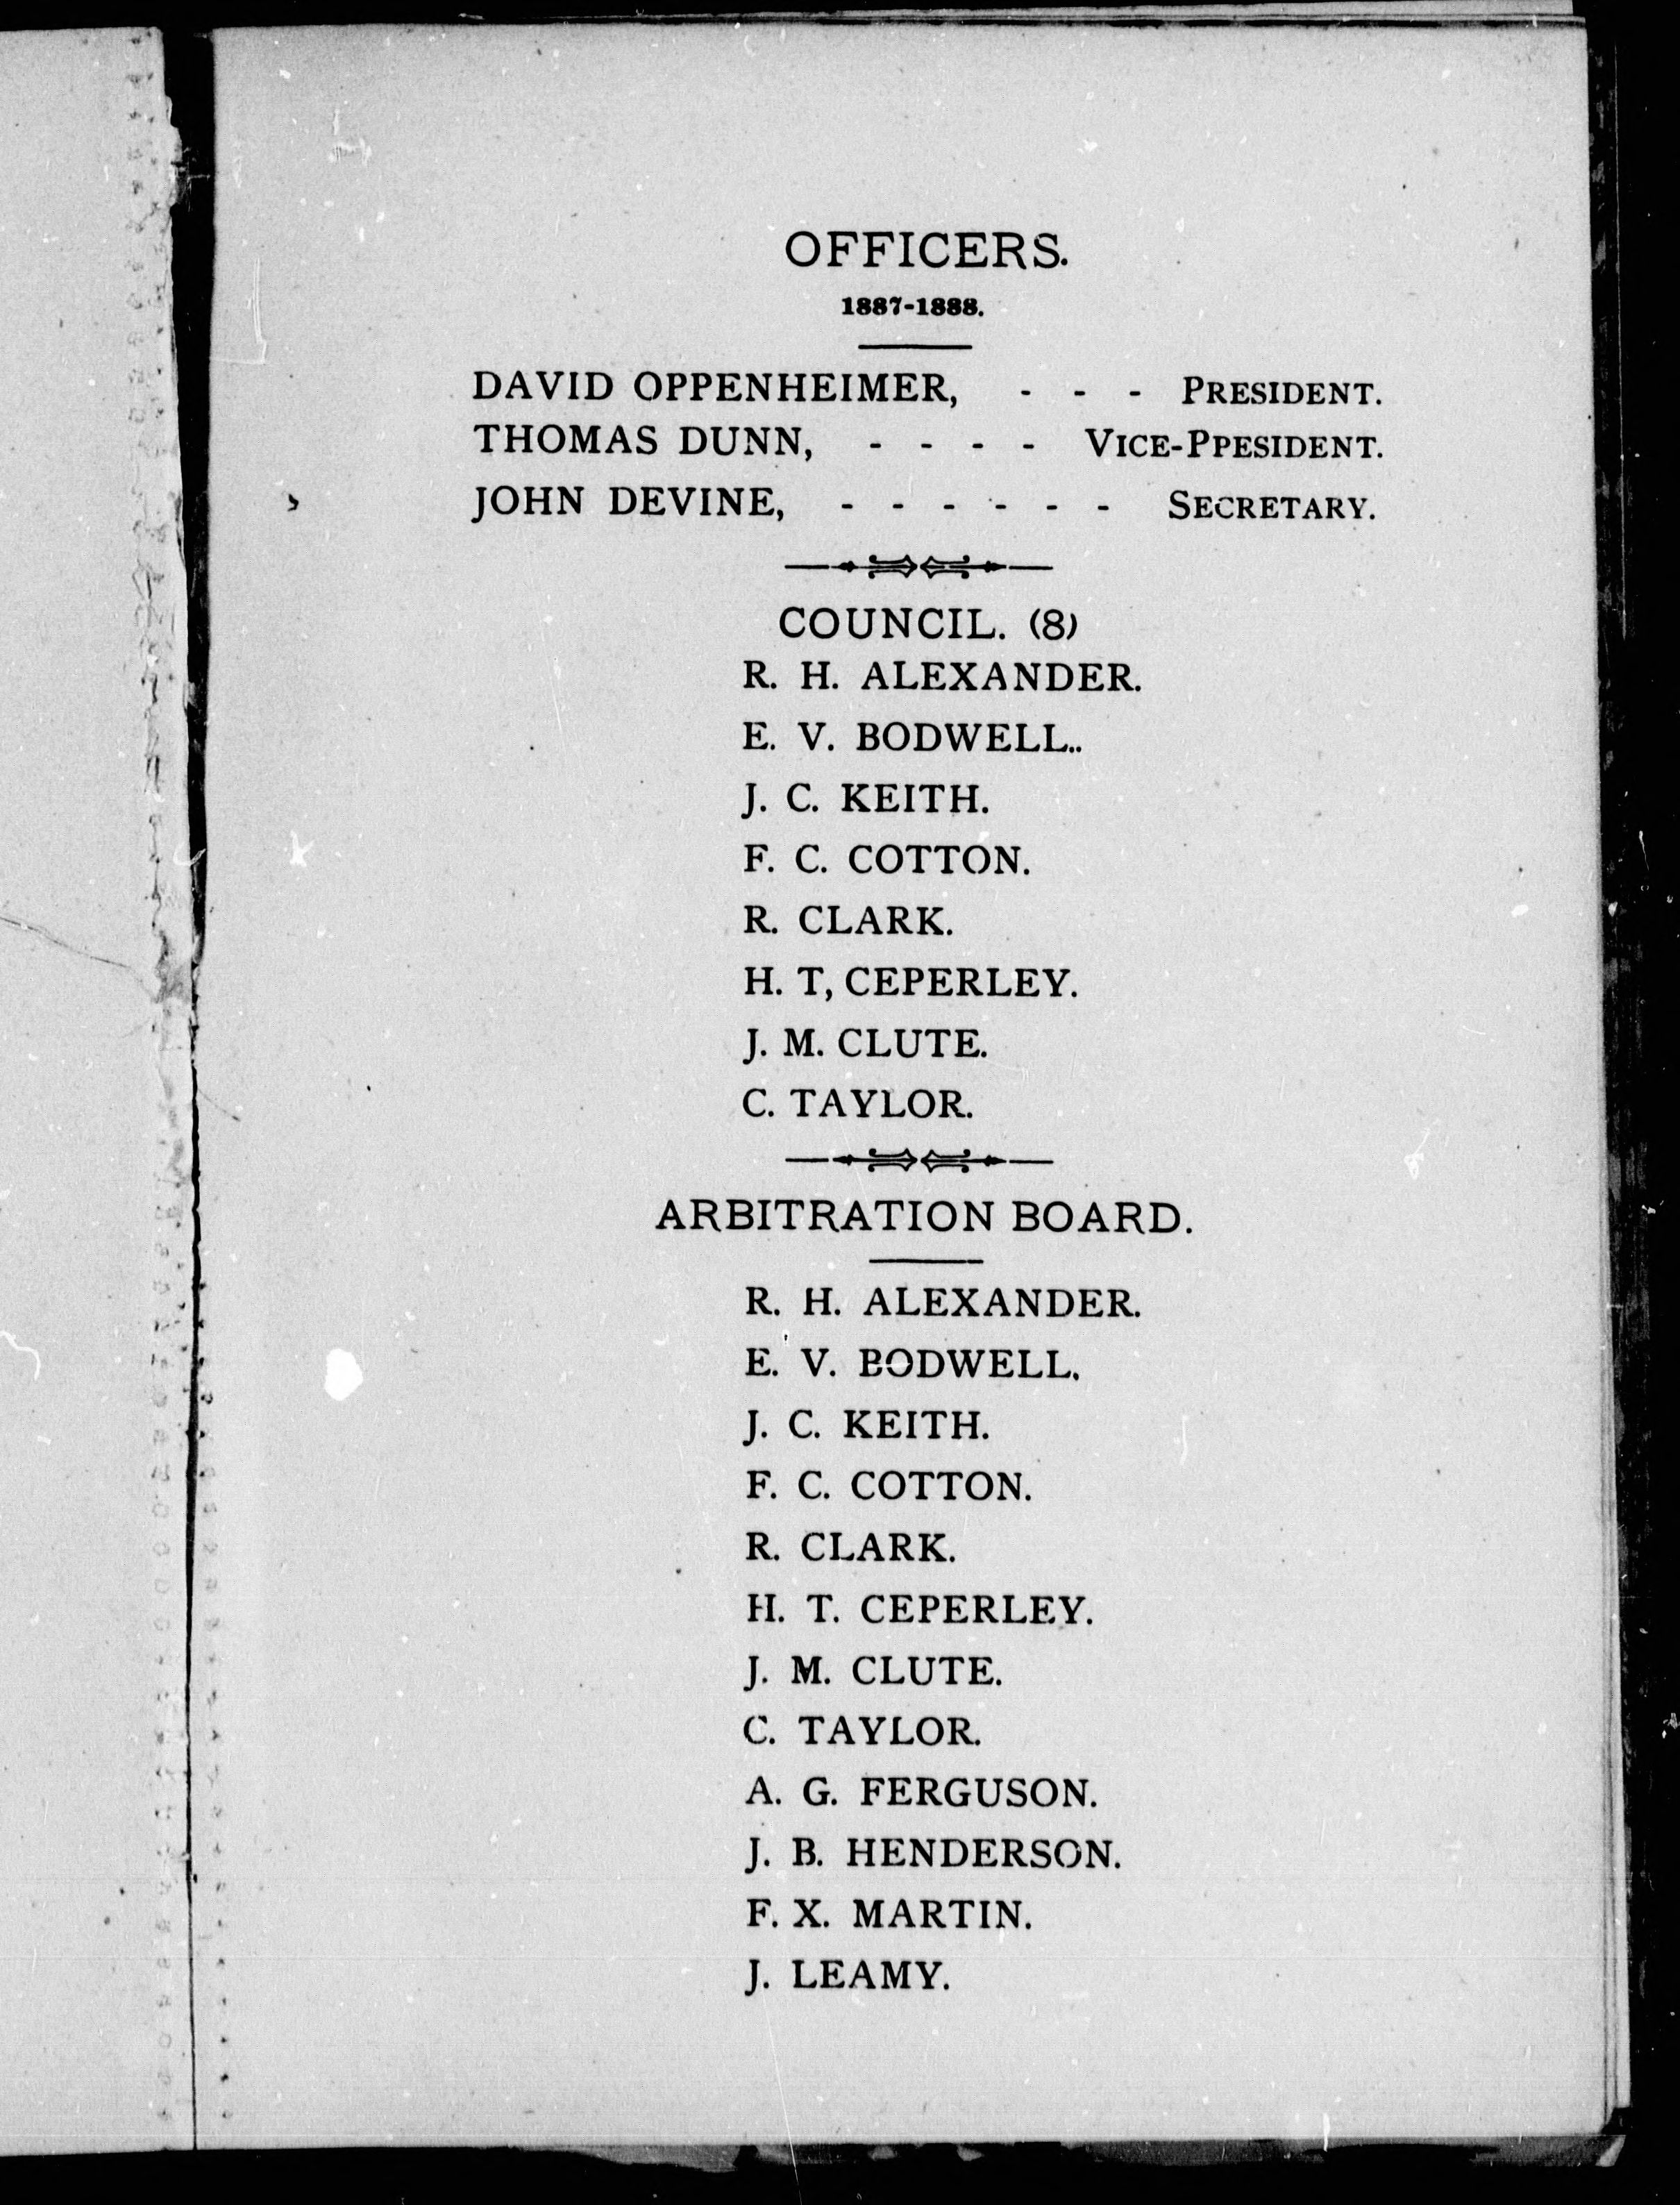 OFFICERS.
1887-1888.
DAVID OPPENHEIMER, - - - PRESIDENT.
THOMAS DUNN, - - - - VICE-PPESIDENT.
JOHN DEVINE, - - - - - - SECRETARY.
COUNCIL. (8)
R. H. ALEXANDER.
E. V. BODWELL..
J. C. KEITH.
F. C. COTTON.
R. CLARK.
H. T, CEPERLEY.
J. M. CLUTE.
C. TAYLOR.
ARBITRATION BOARD.
R. H. ALEXANDER.
E. V. BODWELL.
J. C. KEITH.
F. C. COTTON.
R. CLARK.
H. T. CEPERLEY.
J. M. CLUTE.
C. TAYLOR.
A. G. FERGUSON.
J. B. HENDERSON.
F. X. MARTIN.
J. LEAMY.